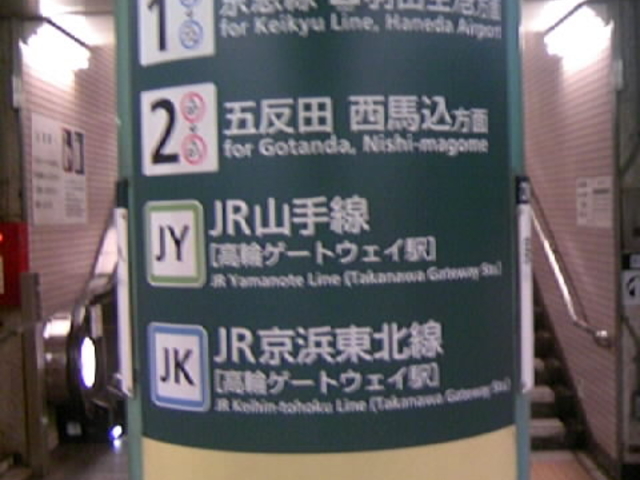 1
for Keikyu Line, Haneda Airport
2 五反田 西馬込方面
for Gotanda, Nishi-magome
JY JR山手線
[高輪ゲートウェイ駅]
JR Yamanote Line (Takanawa Gateway Sta.)
JK JR京浜東北線
[高輪ゲートウェイ駅]
JR Keihin-tohoku Line (Takanawa Gateway Sta.)